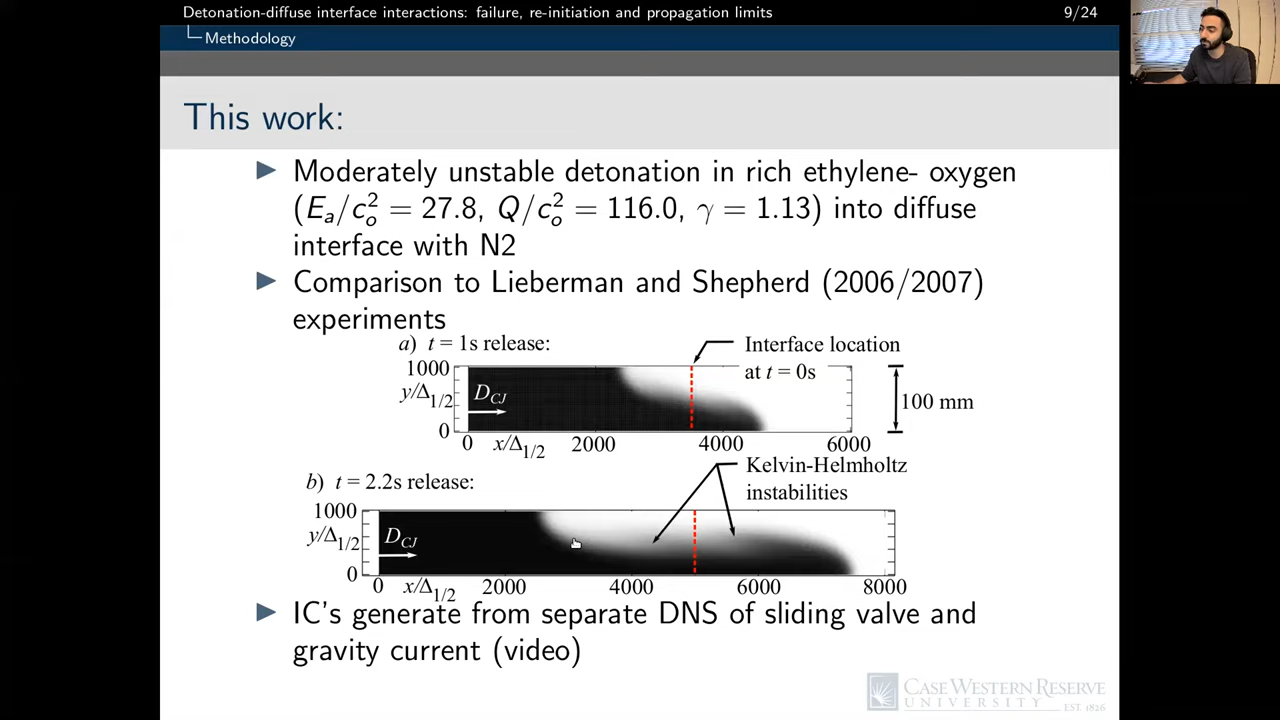 Detonation-diffuse interface interactions: failure, re-initiation and propagation limits 9/24
Methodology
This work:
Moderately unstable detonation in rich ethylene- oxygen
(Eₐ/c²ₒ = 27.8, Q/c²ₒ = 116.0, γ = 1.13) into diffuse
interface with N2
Comparison to Lieberman and Shepherd (2006/2007)
experiments
a) t = 1s release:
Interface location
at t = 0s
1000
y/Δ1/2
0
D_CJ
100 mm
0 x/Δ1/2 2000 4000 6000
Kelvin-Helmholtz
instabilities
b) t = 2.2s release:
1000
y/Δ1/2
0
D_CJ
0 x/Δ1/2 2000 4000 6000 8000
IC's generate from separate DNS of sliding valve and
gravity current (video)
CASE WESTERN RESERVE
UNIVERSITY EST. 1826